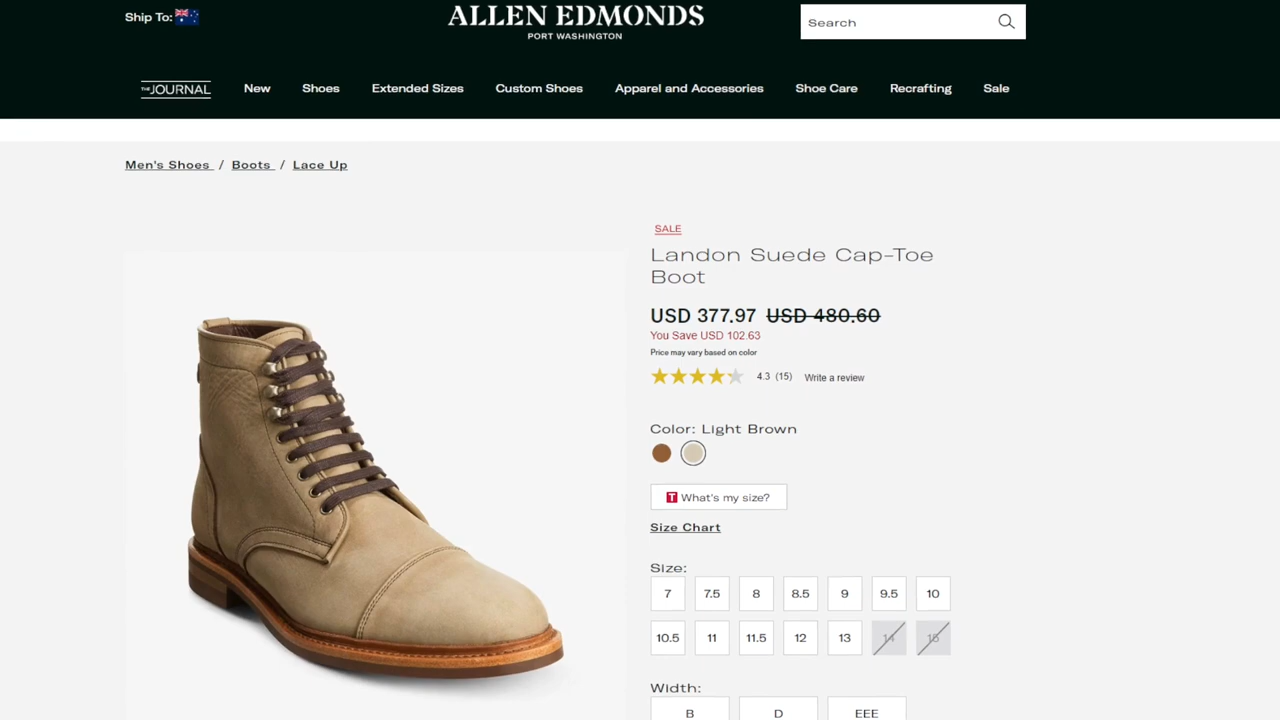 Ship To:
ALLEN EDMONDS
PORT WASHINGTON
Search
THE JOURNAL
New
Shoes
Extended Sizes
Custom Shoes
Apparel and Accessories
Shoe Care
Recrafting
Sale
Men's Shoes / Boots / Lace Up
SALE
Landon Suede Cap-Toe
Boot
USD 377.97 USD 480.60
You Save USD 102.63
Price may vary based on color
4.3 (15) Write a review
Color: Light Brown
T What's my size?
Size Chart
Size:
7 7.5 8 8.5 9 9.5 10
10.5 11 11.5 12 13 14 15
Width:
B D EEE